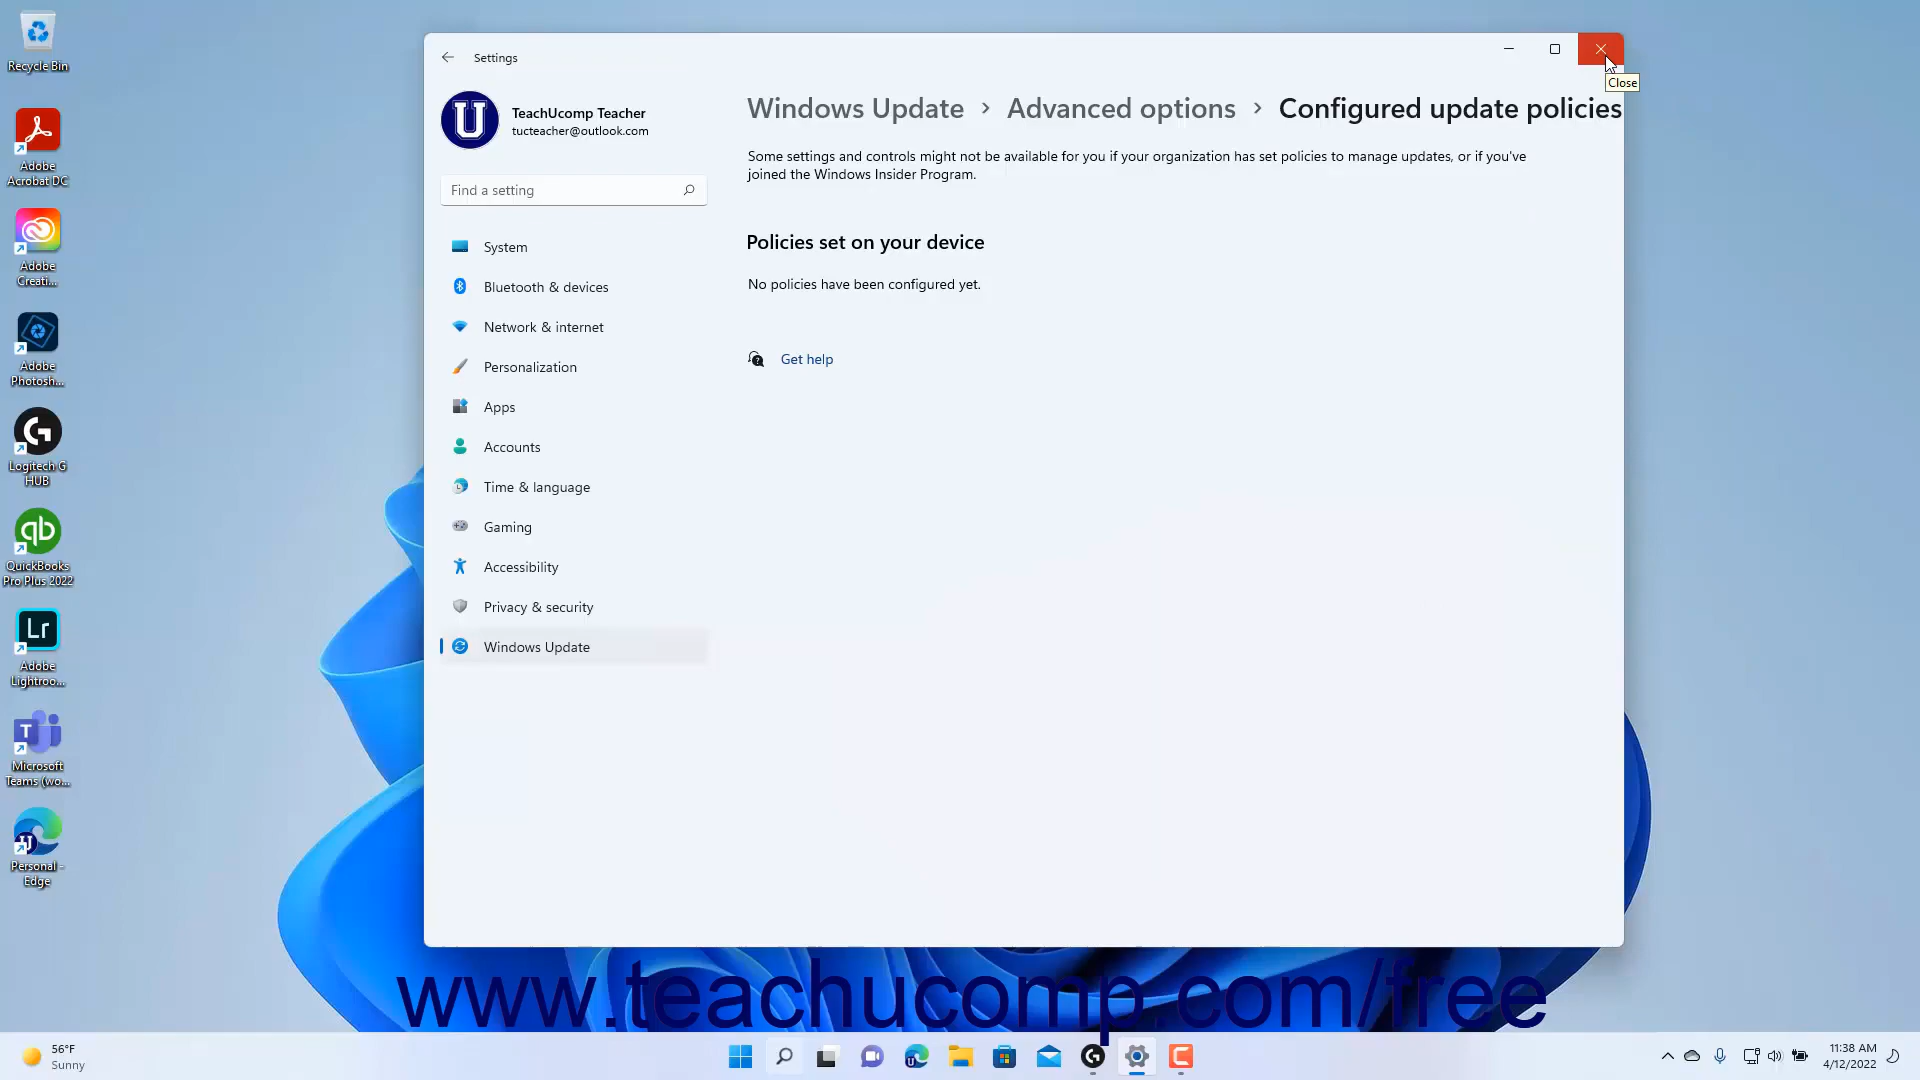 Recycle Bin
Adobe
Acrobat DC
Adobe
Creati...
Adobe
Photosh...
Logitech G
HUB
QuickBooks
Pro Plus 2022
Lr
Adobe
Lightroo...
Microsoft
Teams (wo...
Personal -
Edge
Settings
Close
U
TeachUcomp Teacher
tucteacher@outlook.com
Find a setting
System
Bluetooth & devices
Network & internet
Personalization
Apps
Accounts
Time & language
Gaming
Accessibility
Privacy & security
Windows Update
Windows Update > Advanced options > Configured update policies
Some settings and controls might not be available for you if your organization has set policies to manage updates, or if you've
joined the Windows Insider Program.
Policies set on your device
No policies have been configured yet.
Get help
www.teachucomp.com/free
56°F
Sunny
11:38 AM
4/12/2022